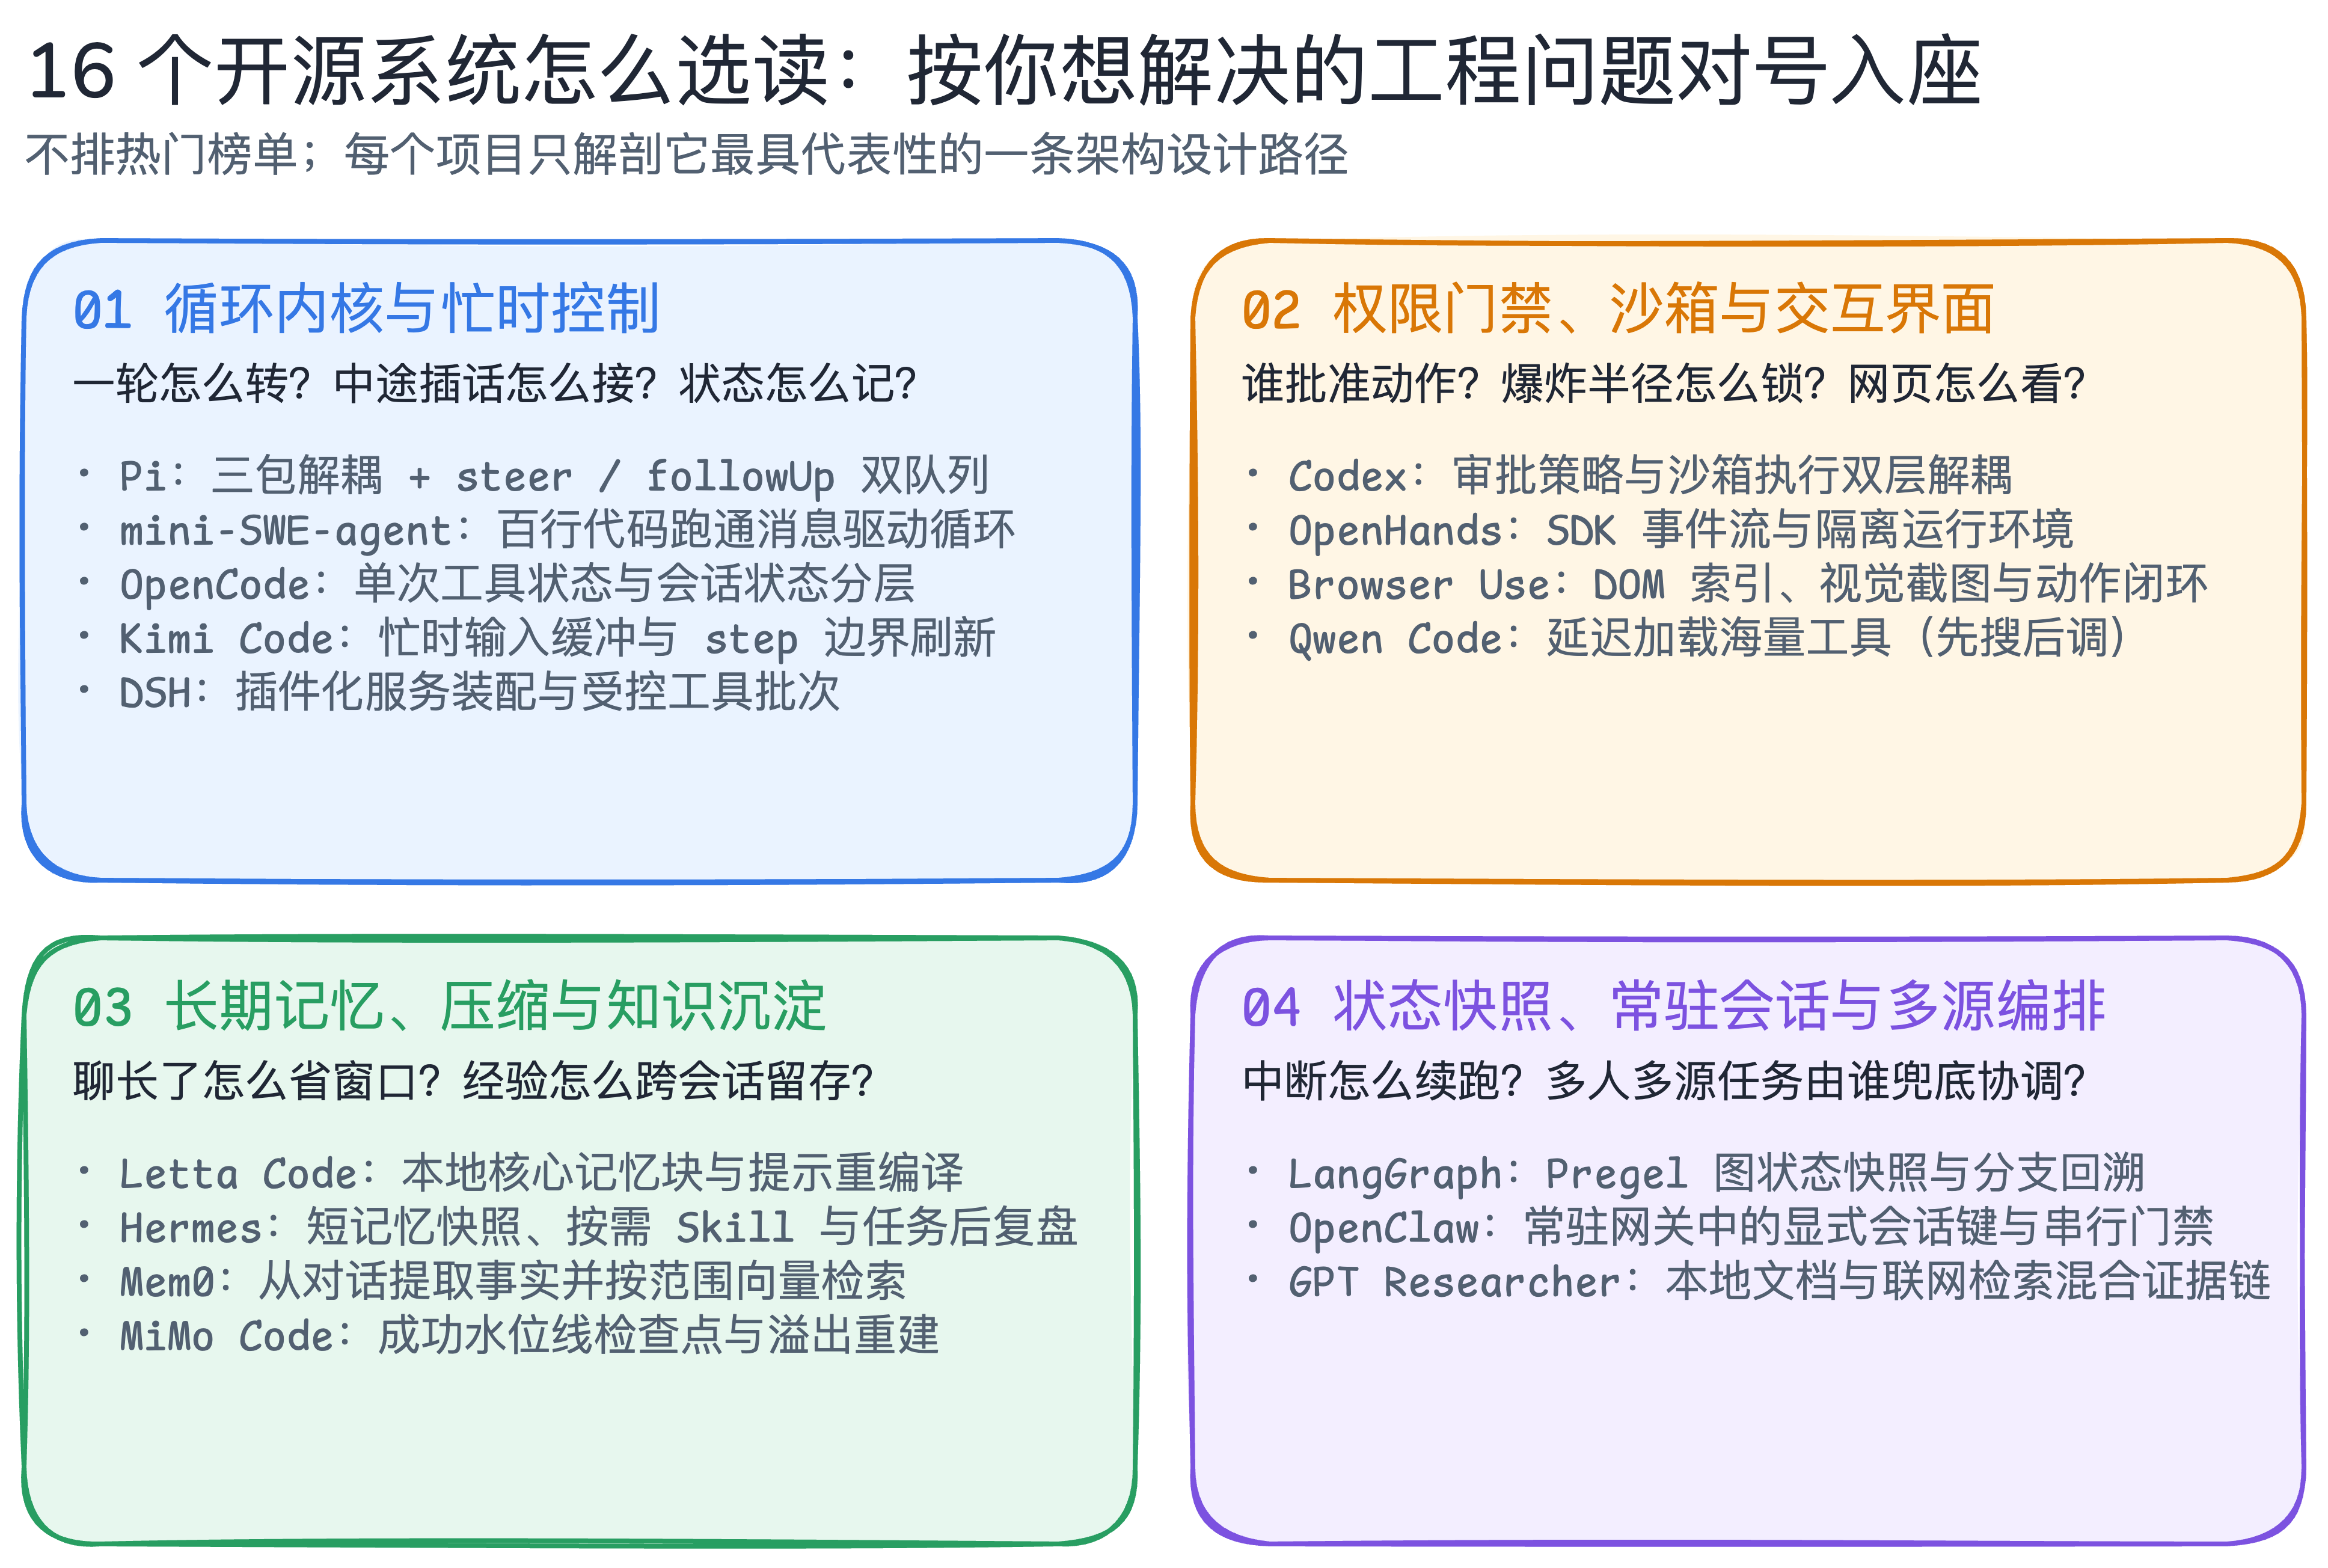 16 个开源系统怎么选读：按你想解决的工程问题对号入座
不排热门榜单；每个项目只解剖它最具代表性的一条架构设计路径
01 循环内核与忙时控制
一轮怎么转？中途插话怎么接？状态怎么记？
• Pi：三包解耦 + steer / followUp 双队列
• mini-SWE-agent：百行代码跑通消息驱动循环
• OpenCode：单次工具状态与会话状态分层
• Kimi Code：忙时输入缓冲与 step 边界刷新
• DSH：插件化服务装配与受控工具批次
02 权限门禁、沙箱与交互界面
谁批准动作？爆炸半径怎么锁？网页怎么看？
• Codex：审批策略与沙箱执行双层解耦
• OpenHands：SDK 事件流与隔离运行环境
• Browser Use：DOM 索引、视觉截图与动作闭环
• Qwen Code：延迟加载海量工具（先搜后调）
03 长期记忆、压缩与知识沉淀
聊长了怎么省窗口？经验怎么跨会话留存？
• Letta Code：本地核心记忆块与提示重编译
• Hermes：短记忆快照、按需 Skill 与任务后复盘
• Mem0：从对话提取事实并按范围向量检索
• MiMo Code：成功水位线检查点与溢出重建
04 状态快照、常驻会话与多源编排
中断怎么续跑？多人多源任务由谁兜底协调？
• LangGraph：Pregel 图状态快照与分支回溯
• OpenClaw：常驻网关中的显式会话键与串行门禁
• GPT Researcher：本地文档与联网检索混合证据链